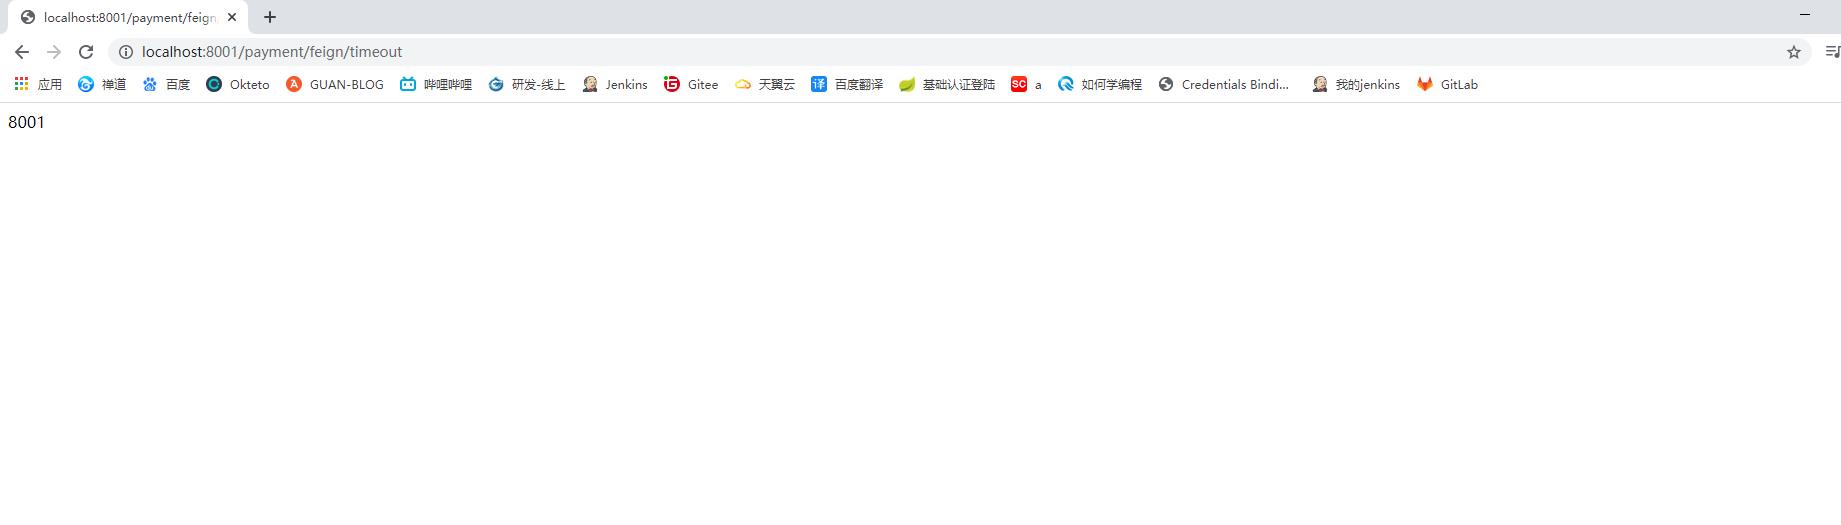 localhost:8001/payment/feign
localhost:8001/payment/feign/timeout
应用 禅道 百度 Okteto A GUAN-BLOG 哔哩哔哩 研发-线上 Jenkins G Gitee 天翼云 译 百度翻译 基础认证登陆 SC a 如何学编程 Credentials Bindi... 我的jenkins GitLab
8001